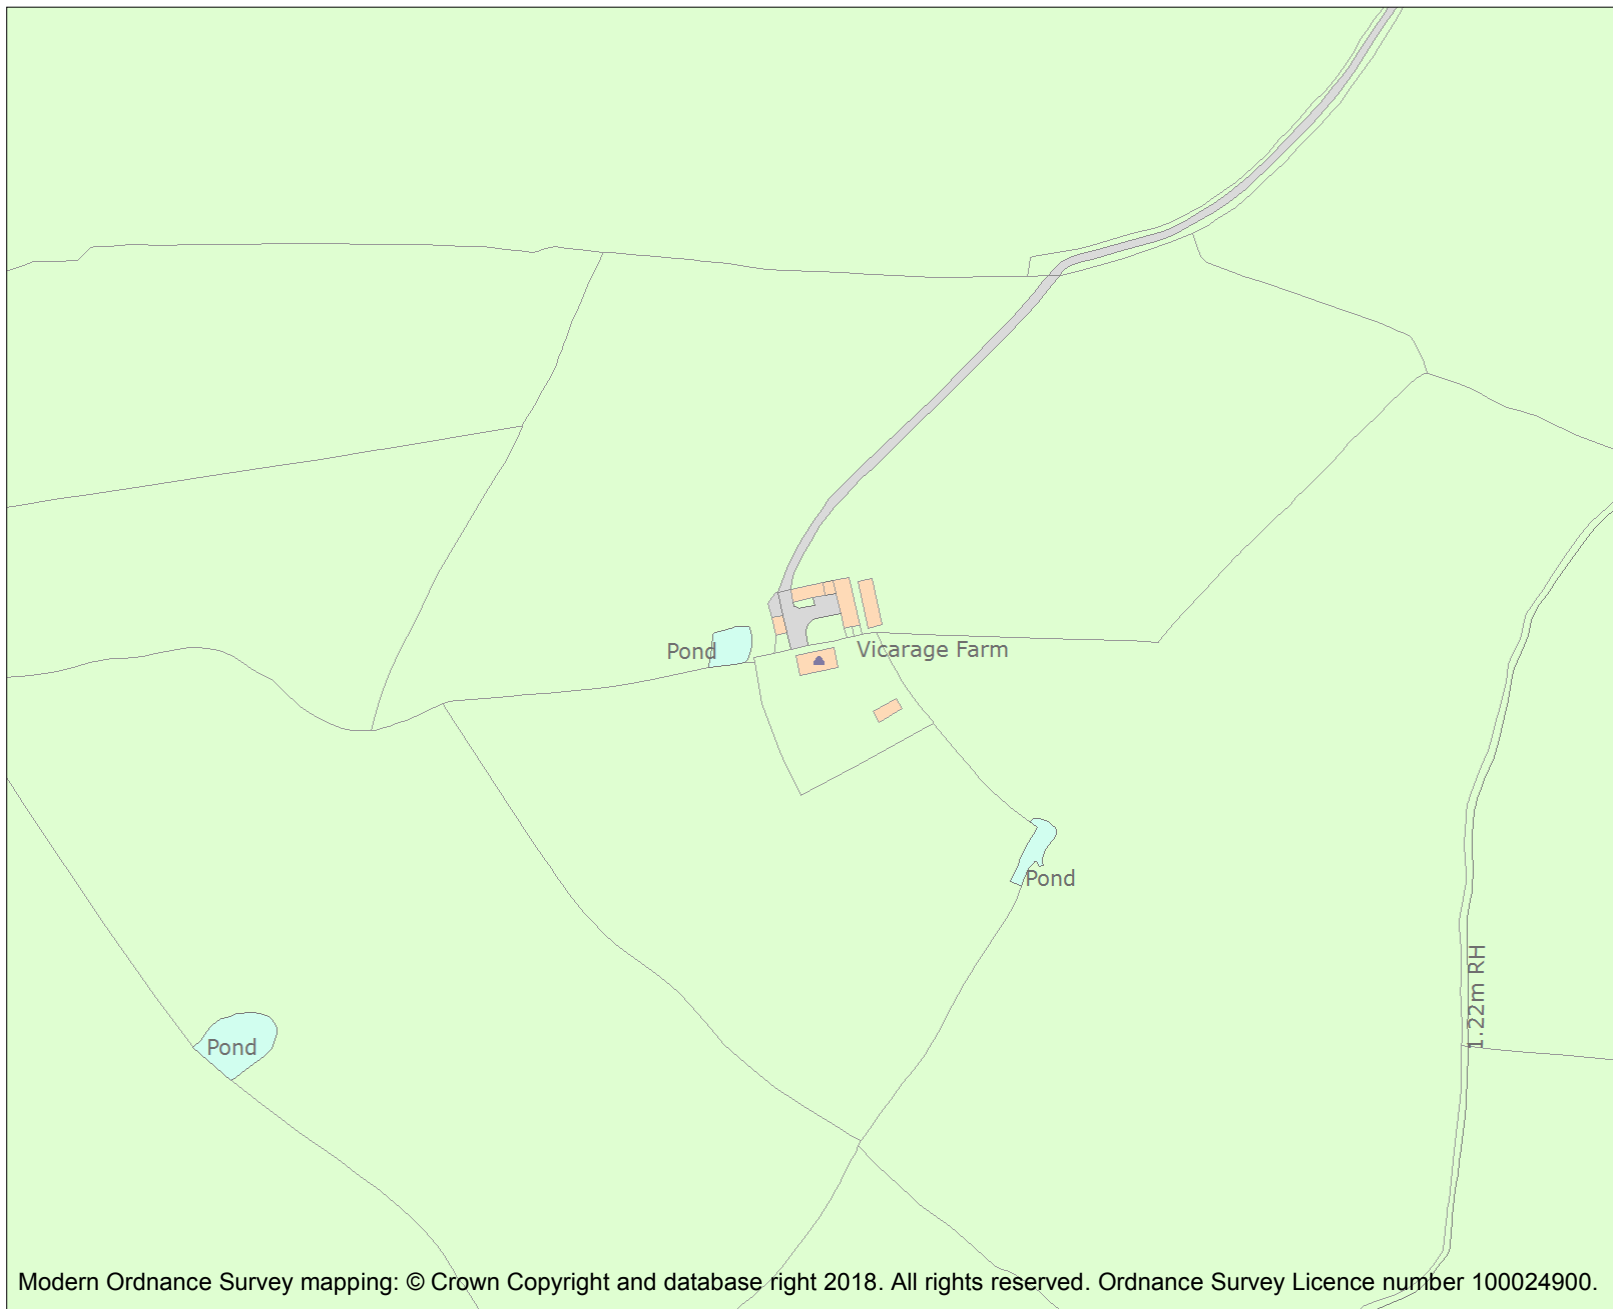 Pond
Vicarage Farm
Pond
1.22m RH
Pond
Modern Ordnance Survey mapping: © Crown Copyright and database right 2018. All rights reserved. Ordnance Survey Licence number 100024900.